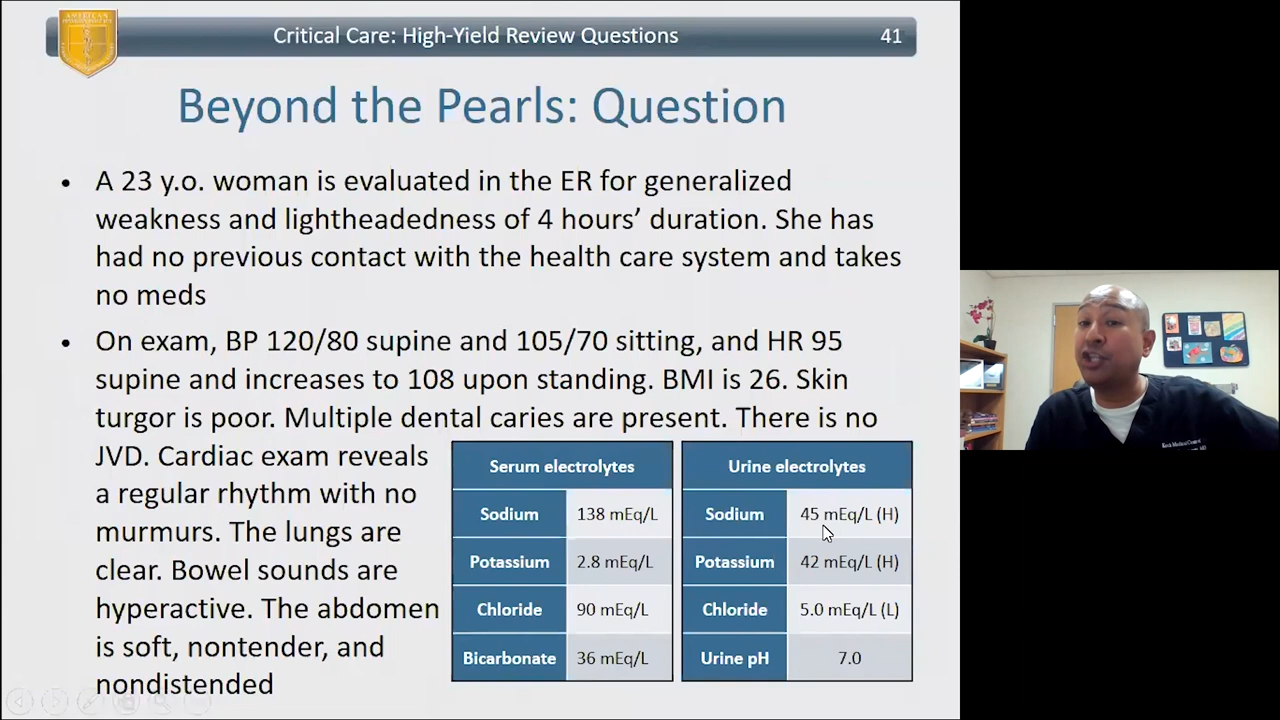 AMERICAN
Critical Care: High-Yield Review Questions
41
Beyond the Pearls: Question
• A 23 y.o. woman is evaluated in the ER for generalized
weakness and lightheadedness of 4 hours’ duration. She has
had no previous contact with the health care system and takes
no meds
• On exam, BP 120/80 supine and 105/70 sitting, and HR 95
supine and increases to 108 upon standing. BMI is 26. Skin
turgor is poor. Multiple dental caries are present. There is no
JVD. Cardiac exam reveals
a regular rhythm with no
murmurs. The lungs are
clear. Bowel sounds are
hyperactive. The abdomen
is soft, nontender, and
nondistended
Serum electrolytes
Sodium 138 mEq/L
Potassium 2.8 mEq/L
Chloride 90 mEq/L
Bicarbonate 36 mEq/L
Urine electrolytes
Sodium 45 mEq/L (H)
Potassium 42 mEq/L (H)
Chloride 5.0 mEq/L (L)
Urine pH 7.0
Keck Medical Center